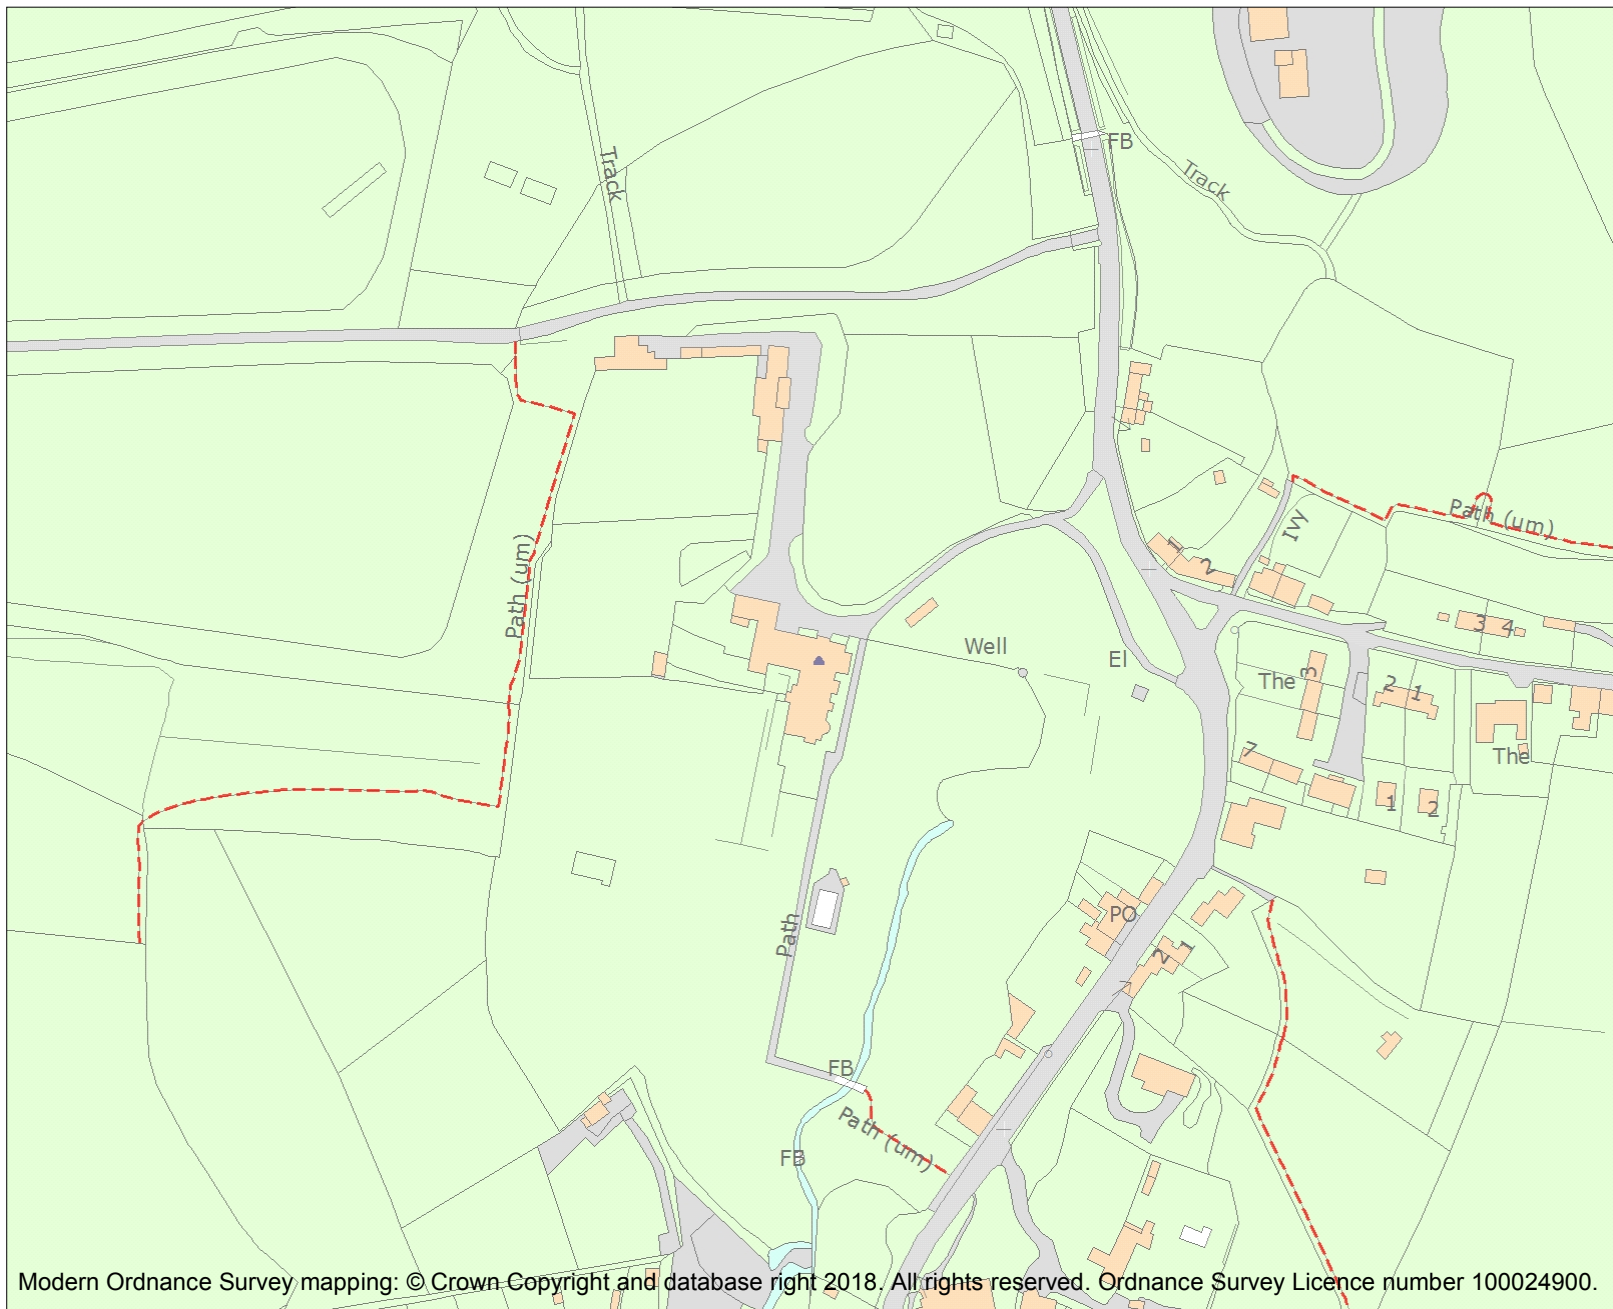 FB
Track
Track
Path (um)
Ivy
1
2
Path (um)
3 4
Well
El
The
3
2 1
7
The
1
2
PO
Path
2 1
FB
Path (um)
FB
Modern Ordnance Survey mapping: © Crown Copyright and database right 2018. All rights reserved. Ordnance Survey Licence number 100024900.